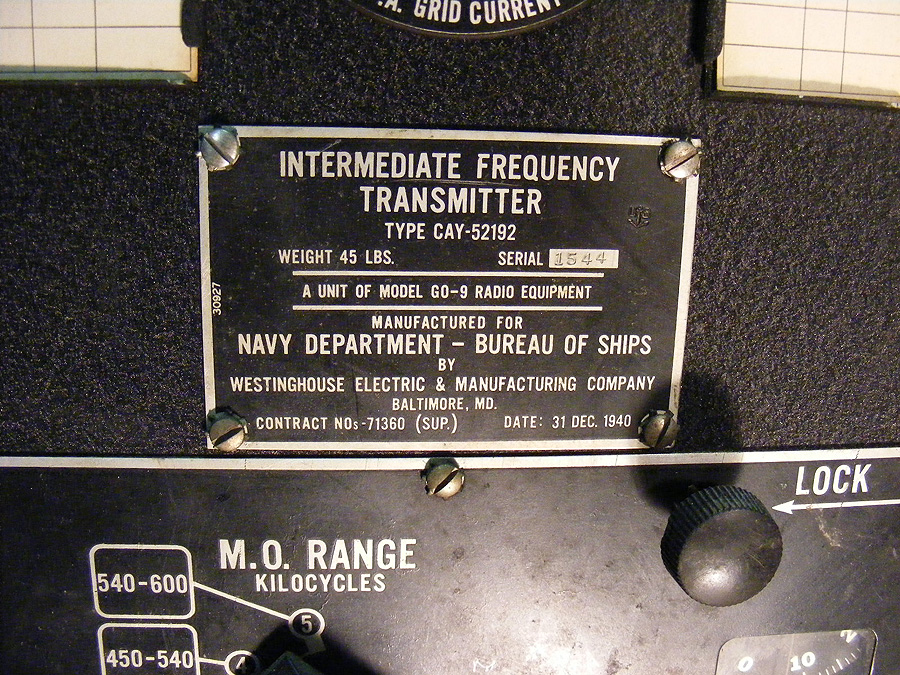 .A. GRID CURRENT
INTERMEDIATE FREQUENCY
TRANSMITTER
TYPE CAY-52192
WEIGHT 45 LBS. SERIAL 1544
A UNIT OF MODEL GO-9 RADIO EQUIPMENT
30927
MANUFACTURED FOR
NAVY DEPARTMENT - BUREAU OF SHIPS
BY
WESTINGHOUSE ELECTRIC & MANUFACTURING COMPANY
BALTIMORE, MD.
CONTRACT NOs-71360 (SUP.) DATE: 31 DEC. 1940
LOCK
M.O. RANGE
KILOCYCLES
540-600
5
450-540
4
0 10